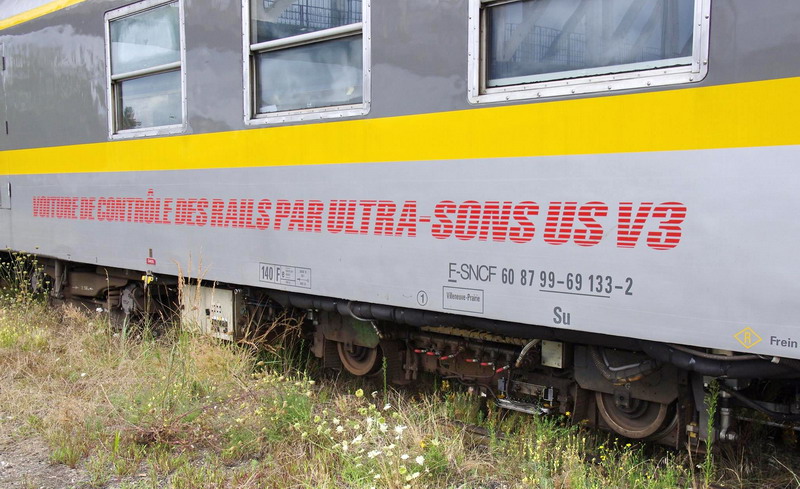 VOITURE DE CONTRÔLE DES RAILS PAR ULTRA-SONS US V3
F-SNCF 60 87 99-69 133-2
140 F
1
Villeneuve-Prairie
Su
Frein